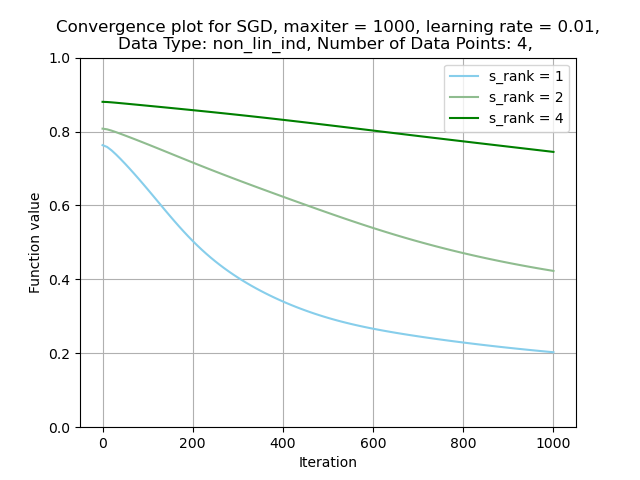 Convergence plot for SGD, maxiter = 1000, learning rate = 0.01,
Data Type: non_lin_ind, Number of Data Points: 4,
1.0
0.8
0.6
0.4
0.2
0.0
Function value
s_rank = 1
s_rank = 2
s_rank = 4
0 200 400 600 800 1000
Iteration